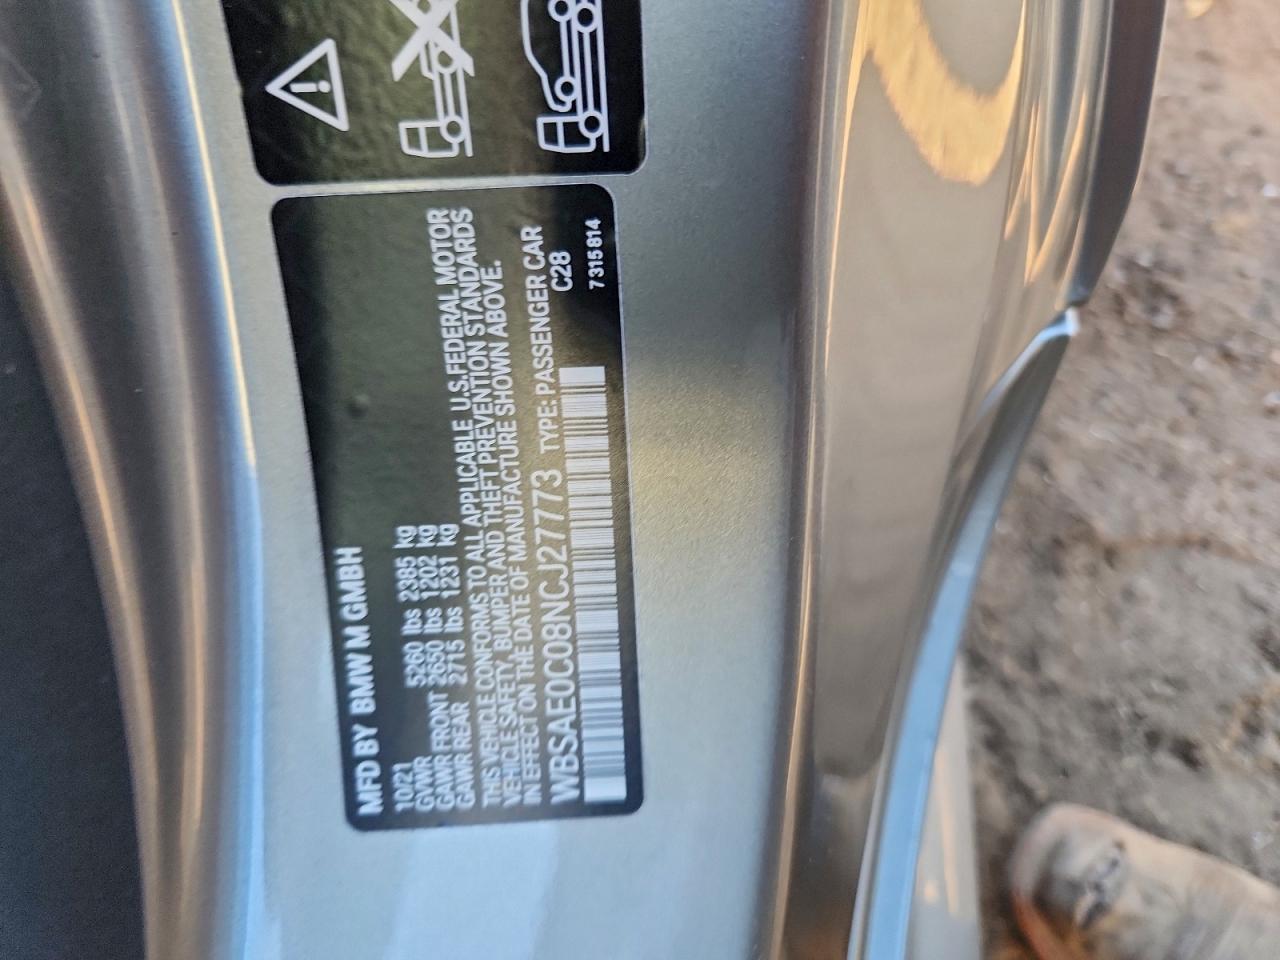 MFD BY BMW M GMBH
10/21
GVWR 5260 lbs 2385 kg
GAWR FRONT 2650 lbs 1202 kg
GAWR REAR 2715 lbs 1231 kg
THIS VEHICLE CONFORMS TO ALL APPLICABLE U.S.FEDERAL MOTOR
VEHICLE SAFETY, BUMPER AND THEFT PREVENTION STANDARDS
IN EFFECT ON THE DATE OF MANUFACTURE SHOWN ABOVE.
WBSAE0C08NCJ27773 TYPE: PASSENGER CAR
C28
7315814